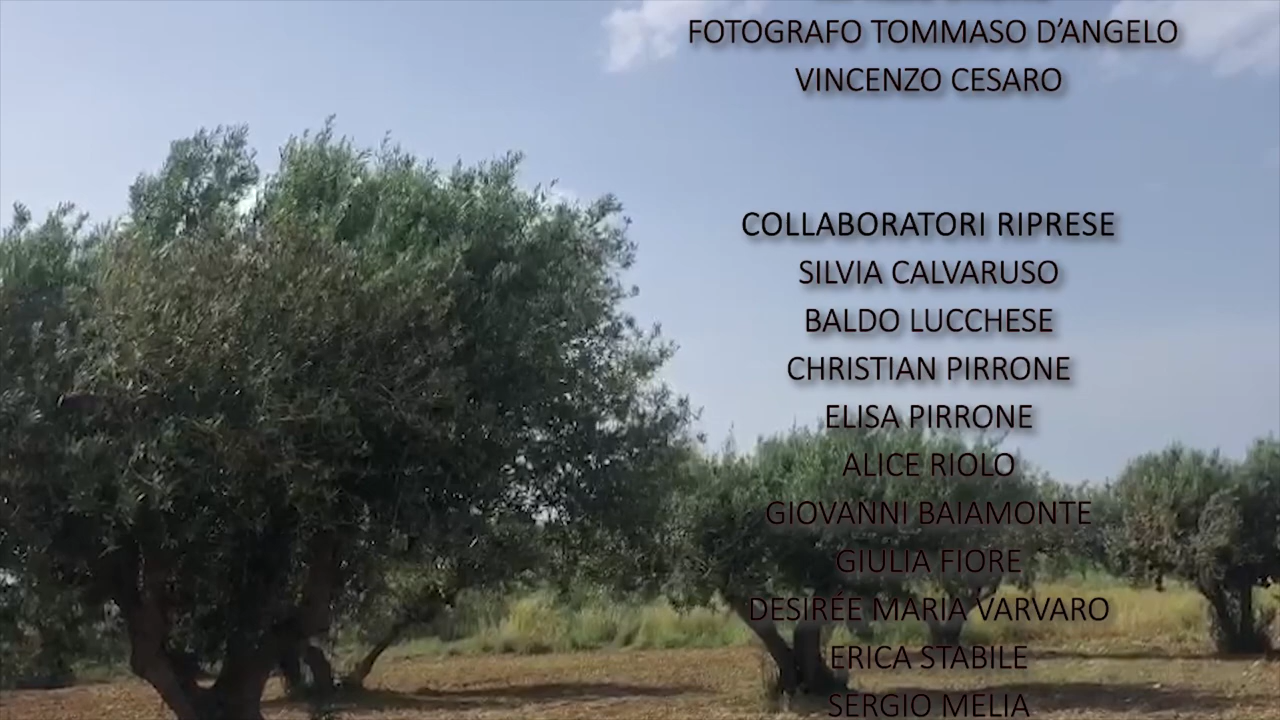 FOTOGRAFO TOMMASO D'ANGELO
VINCENZO CESARO
COLLABORATORI RIPRESE
SILVIA CALVARUSO
BALDO LUCCHESE
CHRISTIAN PIRRONE
ELISA PIRRONE
ALICE RIOLO
GIOVANNI BAIAMONTE
GIULIA FIORE
DESIRÉE MARIA VARVARO
ERICA STABILE
SERGIO MELIA